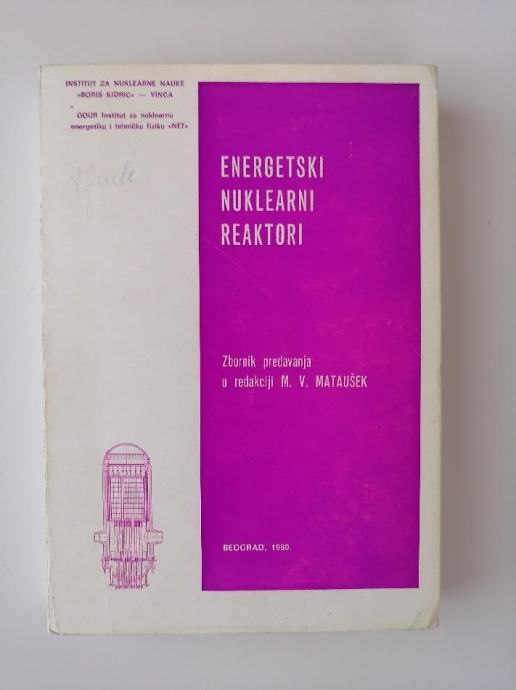 INSTITUT ZA NUKLEARNE NAUKE
»BORIS KIDRIČ« — VINČA
OOUR Institut za nuklearnu
energetiku i tehničku fiziku »NET»
ENERGETSKI
NUKLEARNI
REAKTORI
Zbornik predavanja
u redakciji M. V. MATAUŠEK
BEOGRAD, 1980.